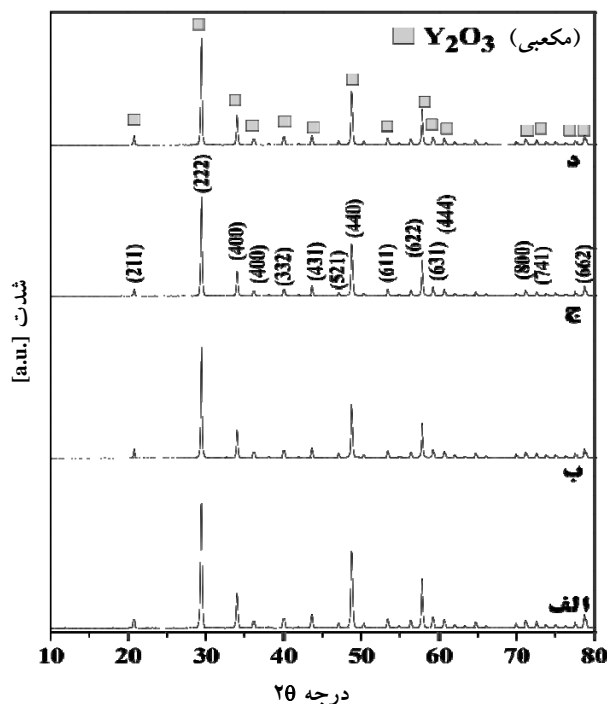 Y₂O₃ (مکعبی)
د
(211) (222) (400) (400) (332) (431) (521) (440) (611) (622) (631) (444) (800) (741) (662)
ج
ب
الف
شدت [a.u.]
10 20 30 40 50 60 70 80
درجه ۲θ